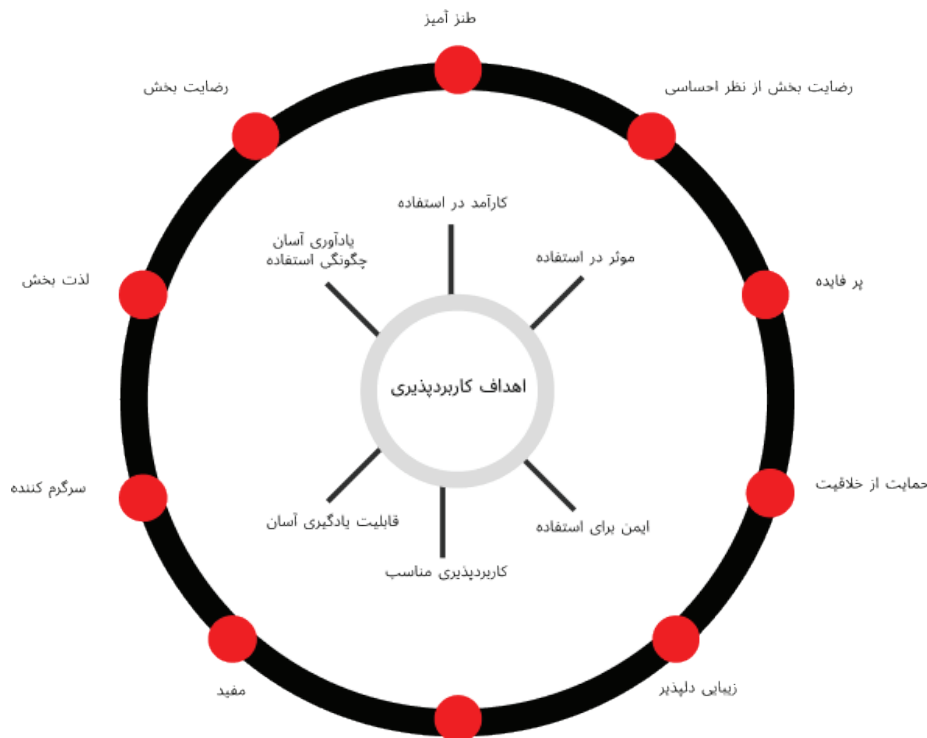 طنز آمیز
رضایت بخش از نظر احساسی
رضایت بخش
کارآمد در استفاده
یادآوری آسان
چگونگی استفاده
موثر در استفاده
پر فایده
لذت بخش
اهداف کاربردپذیری
حمایت از خلاقیت
سرگرم کننده
ایمن برای استفاده
قابلیت یادگیری آسان
کاربردپذیری مناسب
زیبایی دلپذیر
مفید